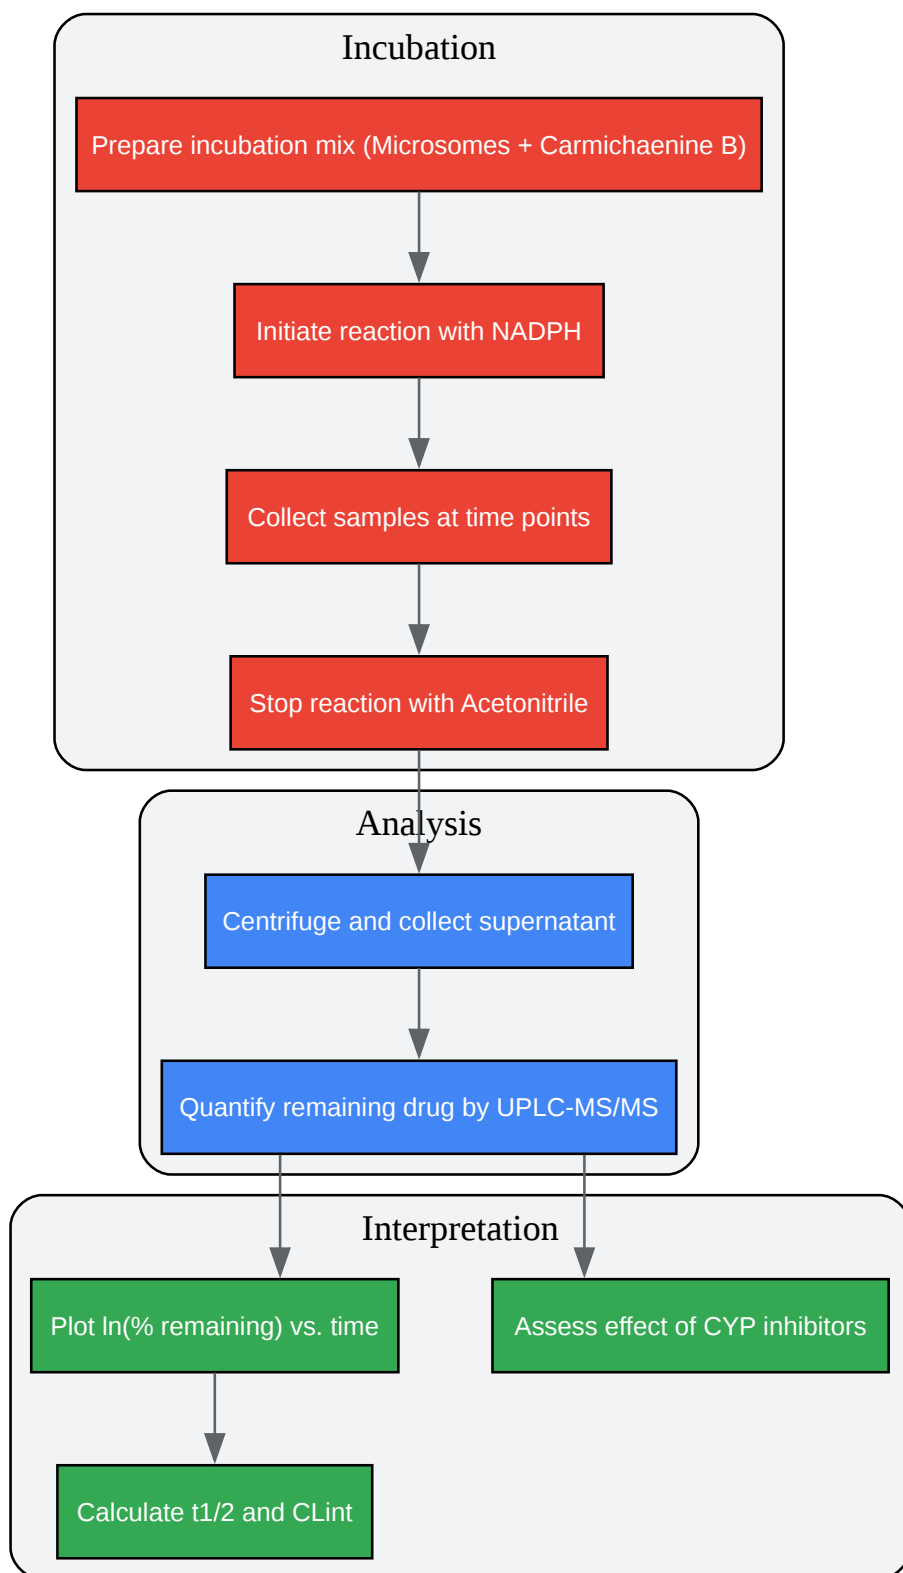 Incubation
Prepare incubation mix (Microsomes + Carmichaenine B)
Initiate reaction with NADPH
Collect samples at time points
Stop reaction with Acetonitrile
Analysis
Centrifuge and collect supernatant
Quantify remaining drug by UPLC-MS/MS
Interpretation
Plot ln(% remaining) vs. time
Assess effect of CYP inhibitors
Calculate t1/2 and CLint